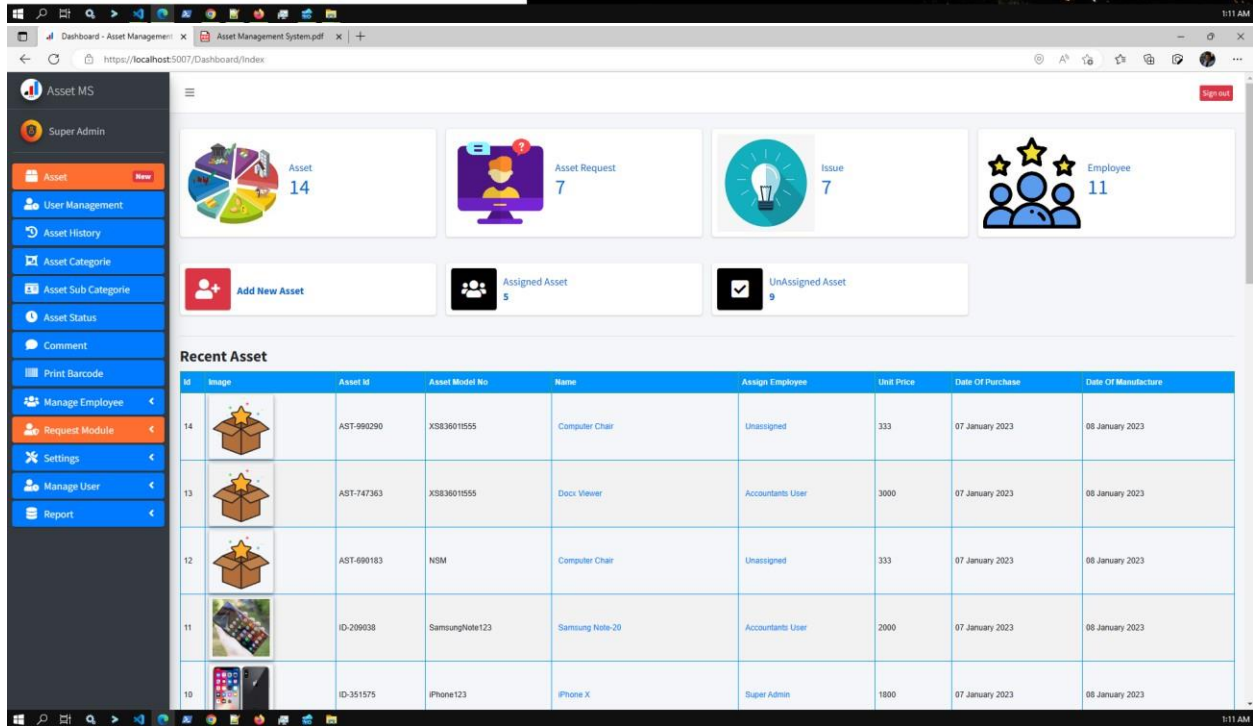 1:11 AM
Dashboard - Asset Management
Asset Management System.pdf
https://localhost:5007/Dashboard/Index
Asset MS
Sign out
Super Admin
Asset New
User Management
Asset History
Asset Categorie
Asset Sub Categorie
Asset Status
Comment
Print Barcode
Manage Employee
Request Module
Settings
Manage User
Report
Asset
14
Asset Request
7
Issue
7
Employee
11
Add New Asset
Assigned Asset
5
UnAssigned Asset
9
Recent Asset
Id Image Asset Id Asset Model No Name Assign Employee Unit Price Date Of Purchase Date Of Manufacture
14 AST-990290 XS83601t555 Computer Chair Unassigned 333 07 January 2023 08 January 2023
13 AST-747363 XS83601t555 Docx Viewer Accountants User 3000 07 January 2023 08 January 2023
12 AST-690183 NSM Computer Chair Unassigned 333 07 January 2023 08 January 2023
11 ID-209038 SamsungNote123 Samsung Note-20 Accountants User 2000 07 January 2023 08 January 2023
10 ID-351575 iPhone123 iPhone X Super Admin 1800 07 January 2023 08 January 2023
1:11 AM